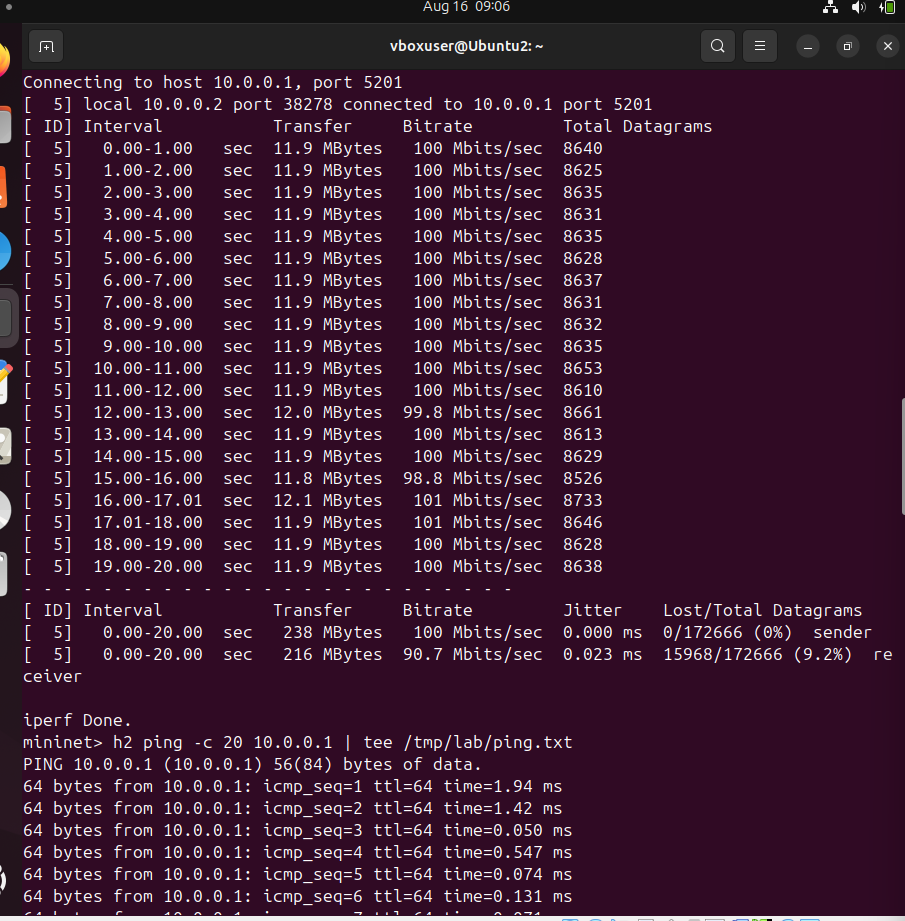 Aug 16 09:06
vboxuser@Ubuntu2: ~
Connecting to host 10.0.0.1, port 5201
[  5] local 10.0.0.2 port 38278 connected to 10.0.0.1 port 5201
[ ID] Interval           Transfer     Bitrate         Total Datagrams
[  5]   0.00-1.00   sec  11.9 MBytes   100 Mbits/sec  8640
[  5]   1.00-2.00   sec  11.9 MBytes   100 Mbits/sec  8625
[  5]   2.00-3.00   sec  11.9 MBytes   100 Mbits/sec  8635
[  5]   3.00-4.00   sec  11.9 MBytes   100 Mbits/sec  8631
[  5]   4.00-5.00   sec  11.9 MBytes   100 Mbits/sec  8635
[  5]   5.00-6.00   sec  11.9 MBytes   100 Mbits/sec  8628
[  5]   6.00-7.00   sec  11.9 MBytes   100 Mbits/sec  8637
[  5]   7.00-8.00   sec  11.9 MBytes   100 Mbits/sec  8631
[  5]   8.00-9.00   sec  11.9 MBytes   100 Mbits/sec  8632
[  5]   9.00-10.00  sec  11.9 MBytes   100 Mbits/sec  8635
[  5]  10.00-11.00  sec  11.9 MBytes   100 Mbits/sec  8653
[  5]  11.00-12.00  sec  11.9 MBytes   100 Mbits/sec  8610
[  5]  12.00-13.00  sec  12.0 MBytes  99.8 Mbits/sec  8661
[  5]  13.00-14.00  sec  11.9 MBytes   100 Mbits/sec  8613
[  5]  14.00-15.00  sec  11.9 MBytes   100 Mbits/sec  8629
[  5]  15.00-16.00  sec  11.8 MBytes  98.8 Mbits/sec  8526
[  5]  16.00-17.01  sec  12.1 MBytes   101 Mbits/sec  8733
[  5]  17.01-18.00  sec  11.9 MBytes   101 Mbits/sec  8646
[  5]  18.00-19.00  sec  11.9 MBytes   100 Mbits/sec  8628
[  5]  19.00-20.00  sec  11.9 MBytes   100 Mbits/sec  8638
- - - - - - - - - - - - - - - - - - - - - - - - -
[ ID] Interval           Transfer     Bitrate         Jitter    Lost/Total Datagrams
[  5]   0.00-20.00  sec   238 MBytes   100 Mbits/sec  0.000 ms  0/172666 (0%)  sender
[  5]   0.00-20.00  sec   216 MBytes  90.7 Mbits/sec  0.023 ms  15968/172666 (9.2%)  re
ceiver
iperf Done.
mininet> h2 ping -c 20 10.0.0.1 | tee /tmp/lab/ping.txt
PING 10.0.0.1 (10.0.0.1) 56(84) bytes of data.
64 bytes from 10.0.0.1: icmp_seq=1 ttl=64 time=1.94 ms
64 bytes from 10.0.0.1: icmp_seq=2 ttl=64 time=1.42 ms
64 bytes from 10.0.0.1: icmp_seq=3 ttl=64 time=0.050 ms
64 bytes from 10.0.0.1: icmp_seq=4 ttl=64 time=0.547 ms
64 bytes from 10.0.0.1: icmp_seq=5 ttl=64 time=0.074 ms
64 bytes from 10.0.0.1: icmp_seq=6 ttl=64 time=0.131 ms